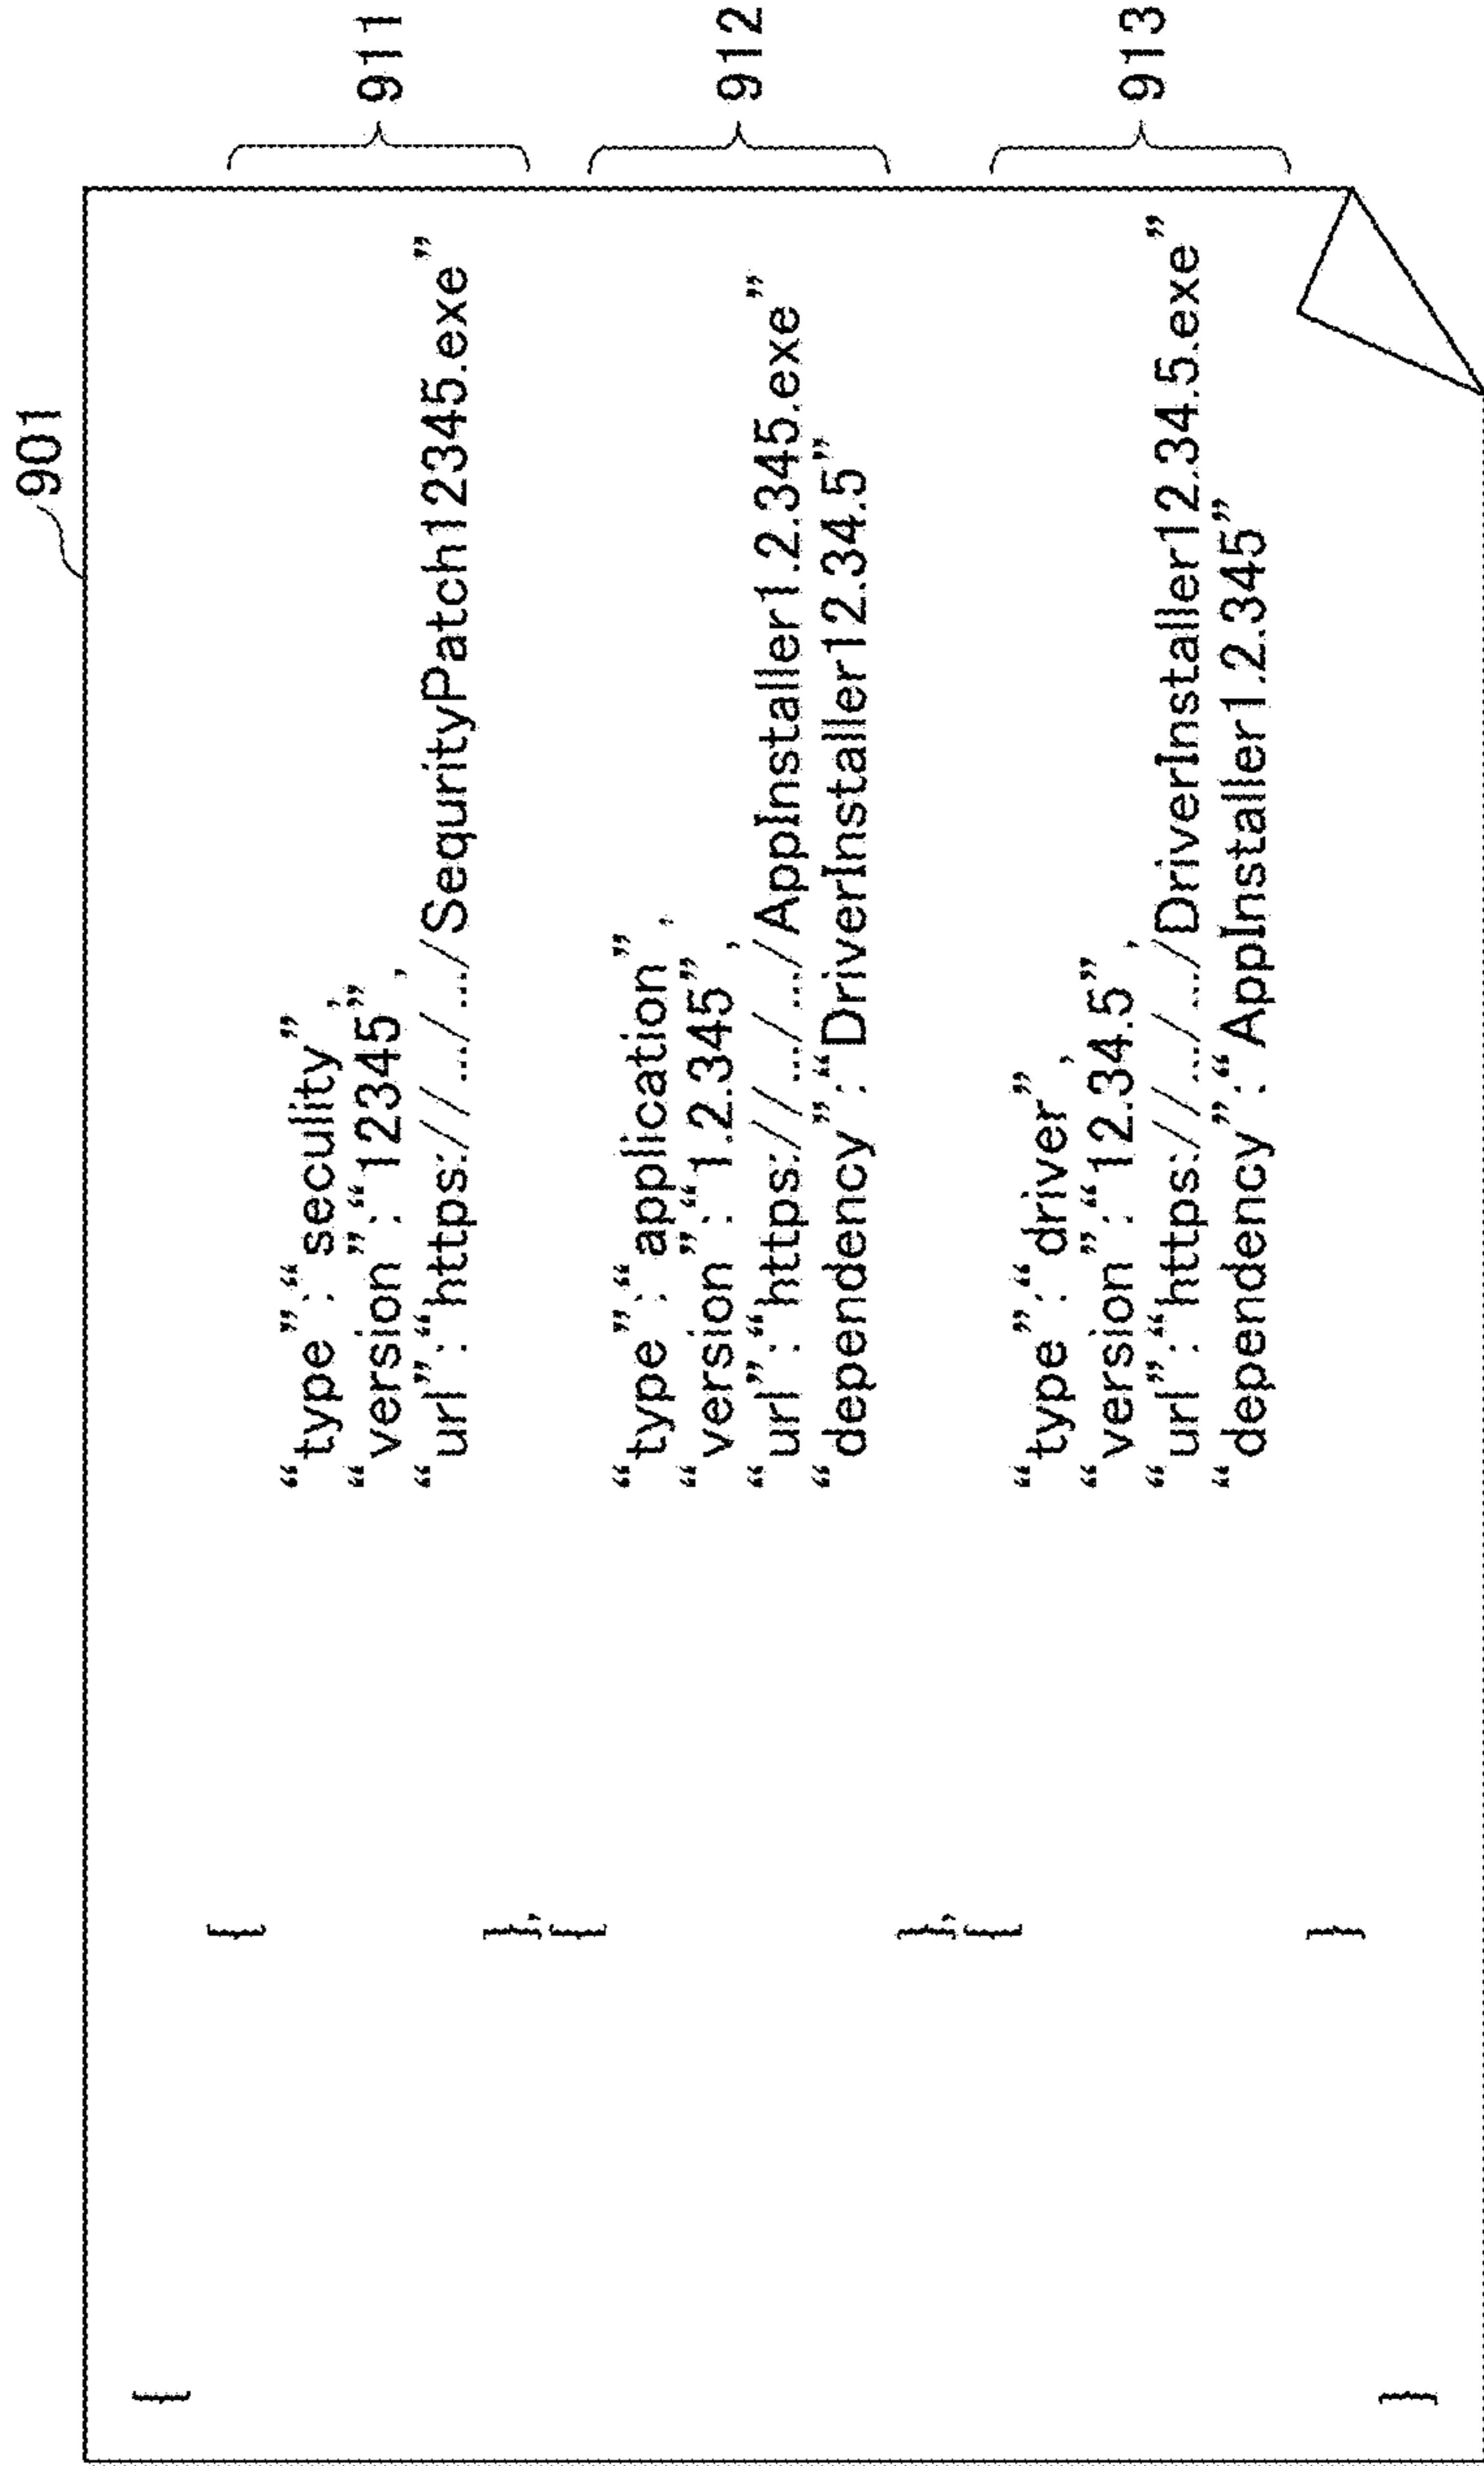 901
{
{
"type":"seculity",
"version":"12345",
"url":"https://…/…/SequrityPatch12345.exe"
911
},
{
"type":"application",
"version":"1.2.345",
"url":"https://…/…/AppInstaller1.2.345.exe"
"dependency":"DriverInstaller12.34.5"
912
},
{
"type":"driver",
"version":"12.34.5",
"url":"https://…/…/DriverInstaller12.34.5.exe"
"dependency":"AppInstaller1.2.345"
913
}
}